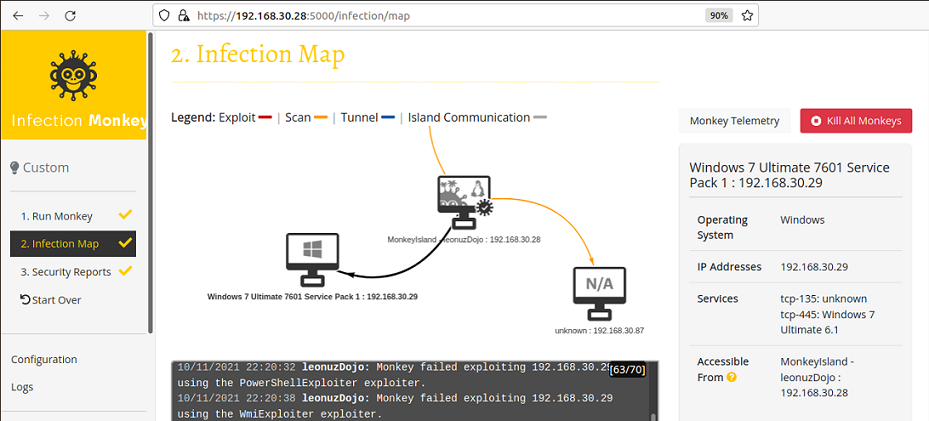 https://192.168.30.28:5000/infection/map
90%
Infection Monkey
Custom
1. Run Monkey
2. Infection Map
3. Security Reports
Start Over
Configuration
Logs
2. Infection Map
Legend: Exploit | Scan | Tunnel | Island Communication
MonkeyIsland - leonuzDojo : 192.168.30.28
Windows 7 Ultimate 7601 Service Pack 1 : 192.168.30.29
N/A
unknown : 192.168.30.87
10/11/2021 22:20:32 leonuzDojo: Monkey failed exploiting 192.168.30.29
[63/70]
using the PowerShellExploiter exploiter.
10/11/2021 22:20:38 leonuzDojo: Monkey failed exploiting 192.168.30.29
using the WmiExploiter exploiter.
Monkey Telemetry
Kill All Monkeys
Windows 7 Ultimate 7601 Service
Pack 1 : 192.168.30.29
Operating Windows
System
IP Addresses 192.168.30.29
Services tcp-135: unknown
tcp-445: Windows 7
Ultimate 6.1
Accessible MonkeyIsland -
From ? leonuzDojo :
192.168.30.28